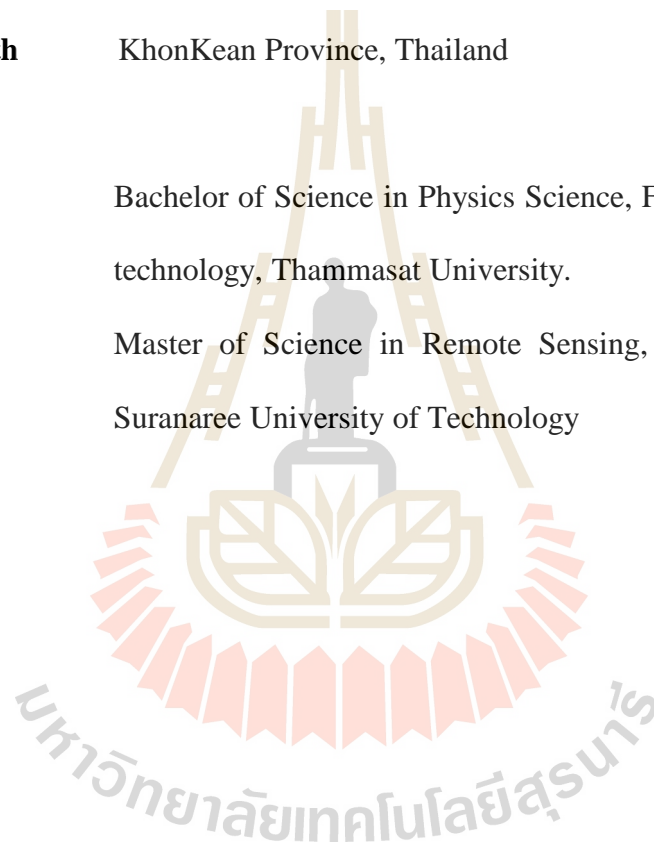 KhonKean Province, Thailand
Bachelor of Science in Physics Science,
technology, Thammasat University.
Master of Science in Remote Sensing,
Suranaree University of Technology
มหาวิทยาลัยเทคโนโลยีสุรนารี